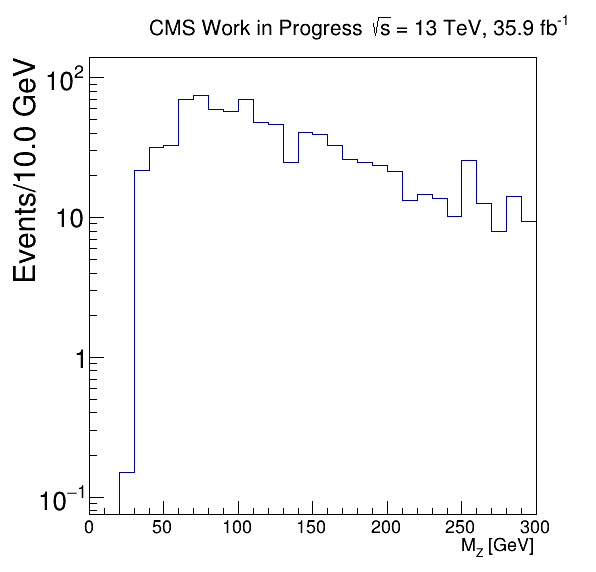 CMS Work in Progress √s = 13 TeV, 35.9 fb⁻¹
Events/10.0 GeV
10²
10
1
10⁻¹
0 50 100 150 200 250 300
M_Z [GeV]